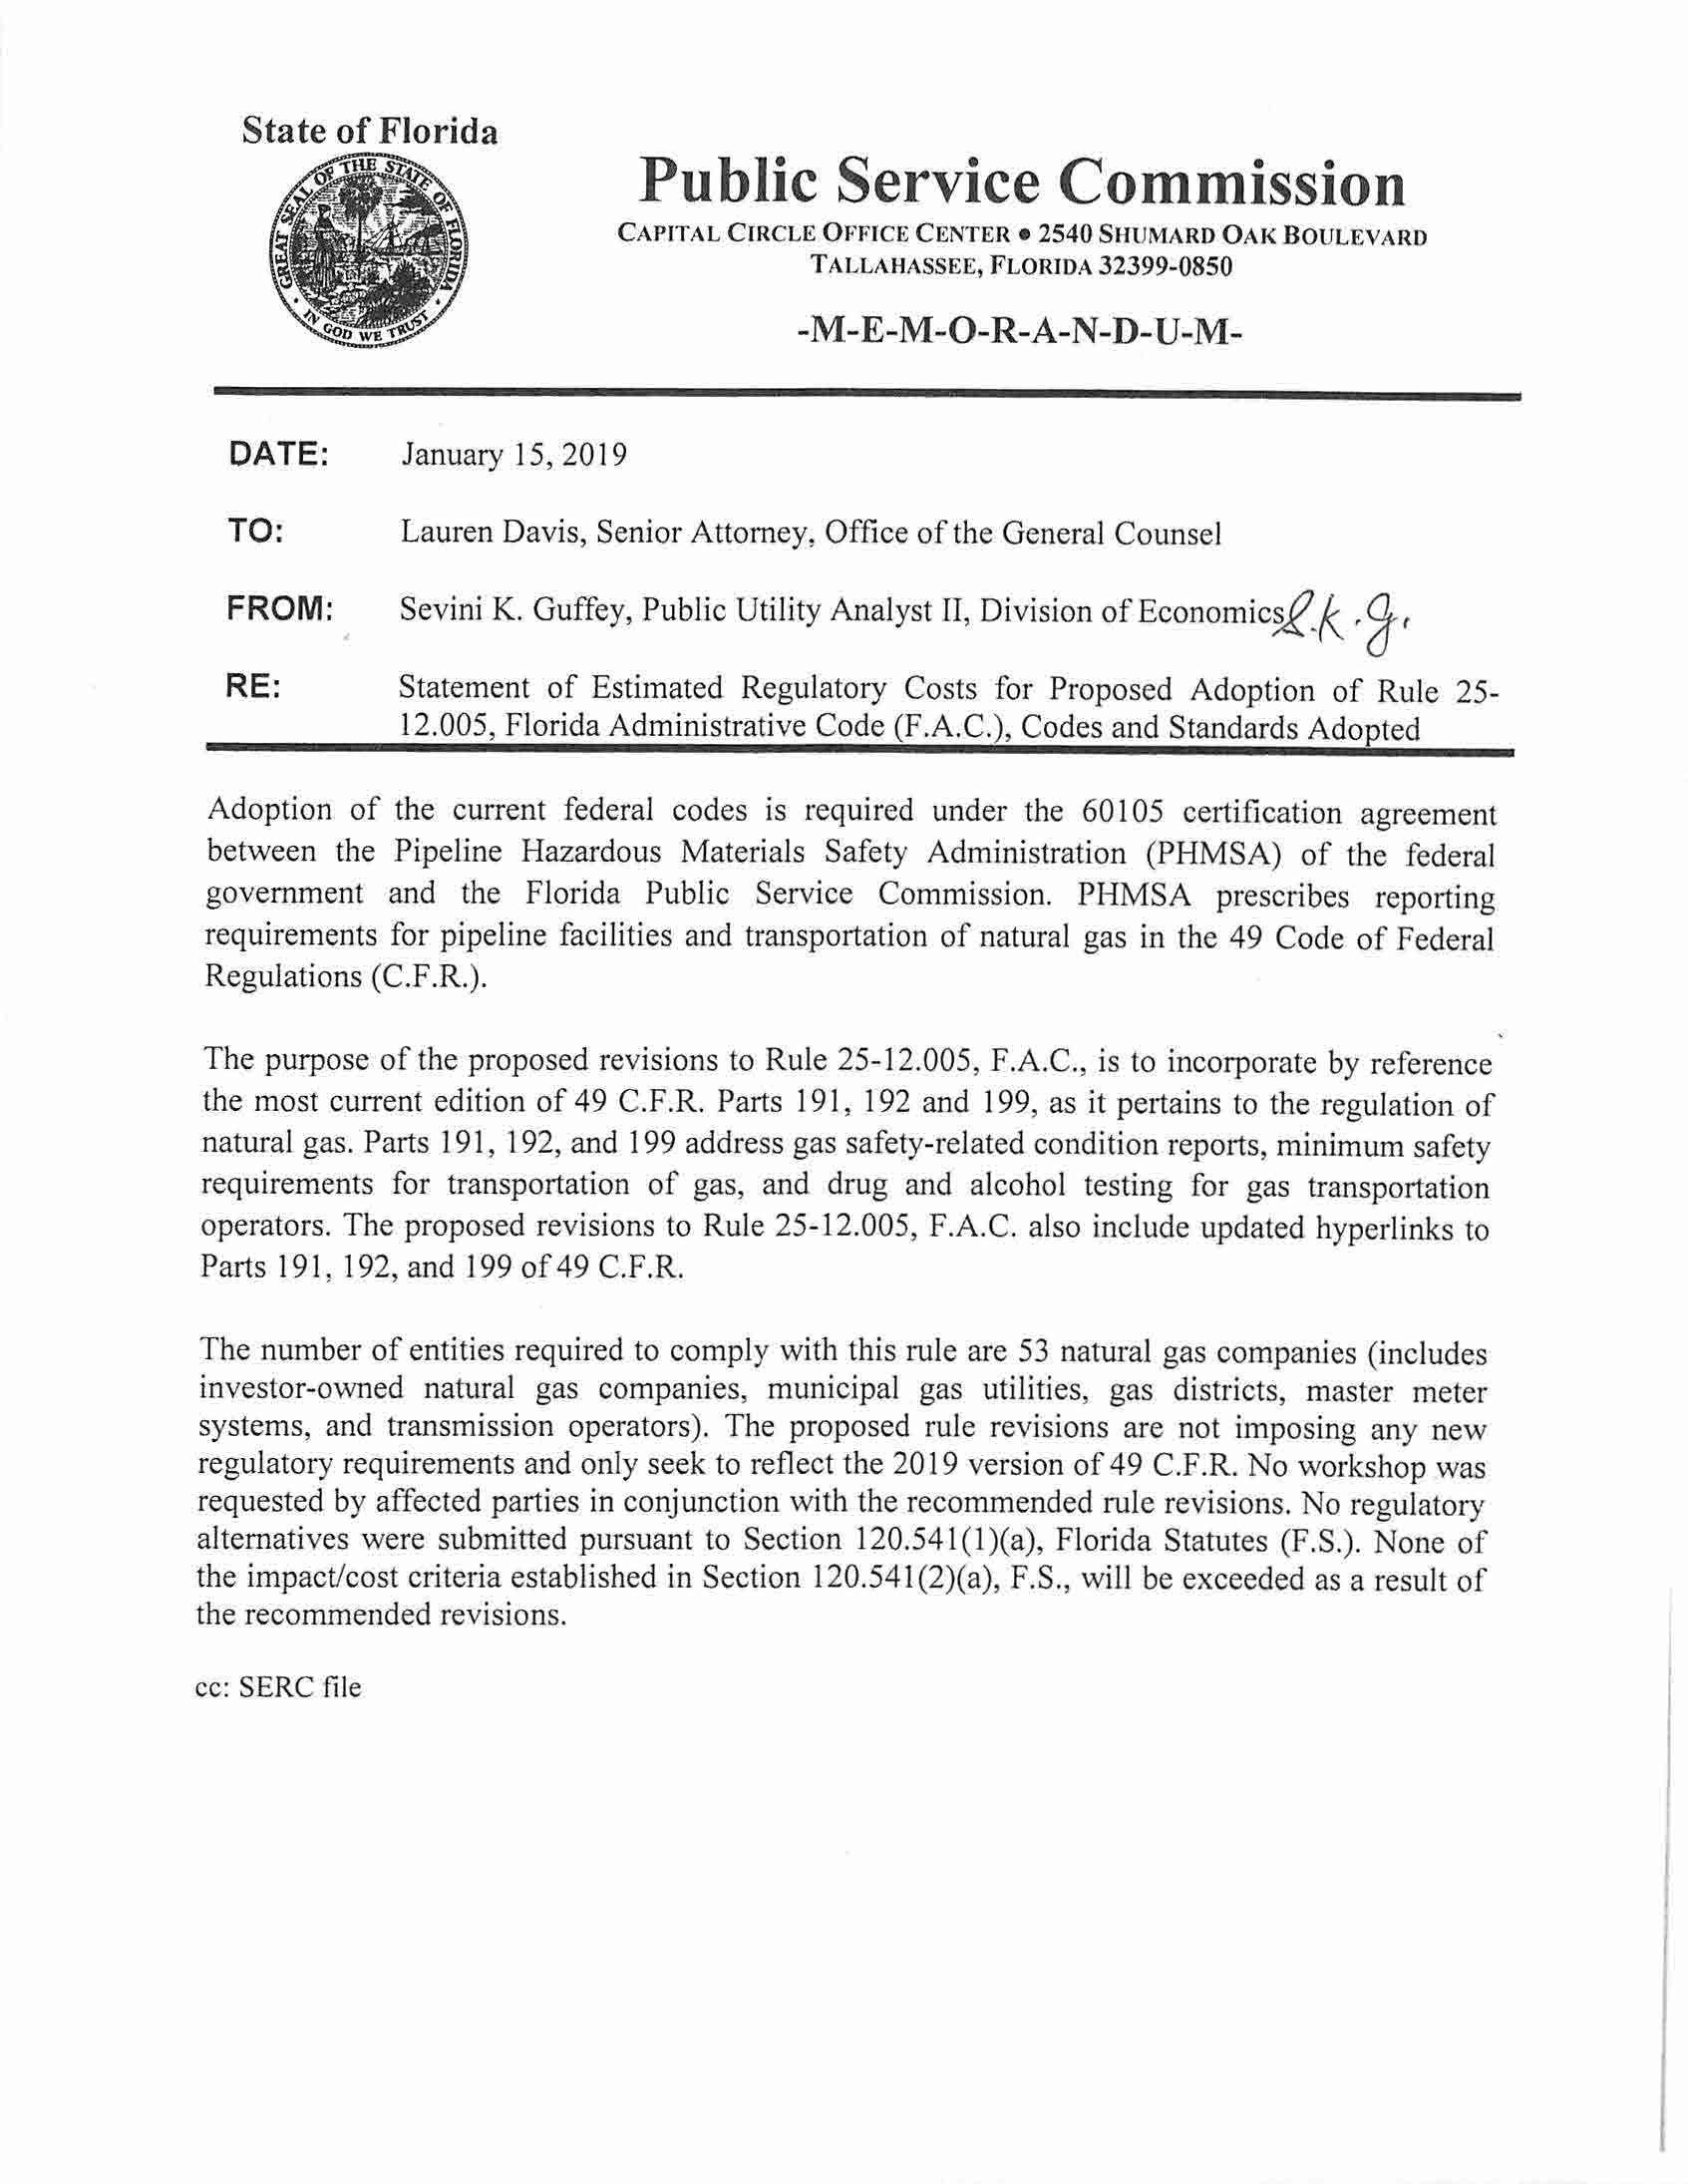 State of Florida
GREAT SEAL OF THE STATE OF FLORIDA
IN GOD WE TRUST
Public Service Commission
CAPITAL CIRCLE OFFICE CENTER • 2540 SHUMARD OAK BOULEVARD
TALLAHASSEE, FLORIDA 32399-0850
-M-E-M-O-R-A-N-D-U-M-
DATE: January 15, 2019
TO: Lauren Davis, Senior Attorney, Office of the General Counsel
FROM: Sevini K. Guffey, Public Utility Analyst II, Division of Economics S.K.G.
RE: Statement of Estimated Regulatory Costs for Proposed Adoption of Rule 25-
12.005, Florida Administrative Code (F.A.C.), Codes and Standards Adopted
Adoption of the current federal codes is required under the 60105 certification agreement
between the Pipeline Hazardous Materials Safety Administration (PHMSA) of the federal
government and the Florida Public Service Commission. PHMSA prescribes reporting
requirements for pipeline facilities and transportation of natural gas in the 49 Code of Federal
Regulations (C.F.R.).
The purpose of the proposed revisions to Rule 25-12.005, F.A.C., is to incorporate by reference
the most current edition of 49 C.F.R. Parts 191, 192 and 199, as it pertains to the regulation of
natural gas. Parts 191, 192, and 199 address gas safety-related condition reports, minimum safety
requirements for transportation of gas, and drug and alcohol testing for gas transportation
operators. The proposed revisions to Rule 25-12.005, F.A.C. also include updated hyperlinks to
Parts 191, 192, and 199 of 49 C.F.R.
The number of entities required to comply with this rule are 53 natural gas companies (includes
investor-owned natural gas companies, municipal gas utilities, gas districts, master meter
systems, and transmission operators). The proposed rule revisions are not imposing any new
regulatory requirements and only seek to reflect the 2019 version of 49 C.F.R. No workshop was
requested by affected parties in conjunction with the recommended rule revisions. No regulatory
alternatives were submitted pursuant to Section 120.541(1)(a), Florida Statutes (F.S.). None of
the impact/cost criteria established in Section 120.541(2)(a), F.S., will be exceeded as a result of
the recommended revisions.
cc: SERC file